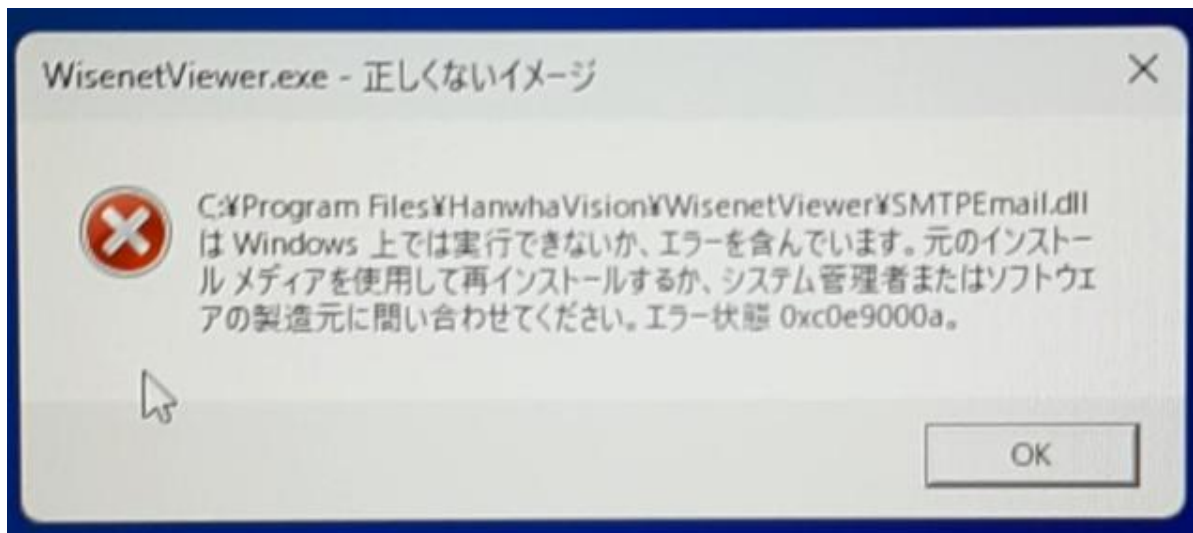 WisenetViewer.exe - 正しくないイメージ
C:¥Program Files¥HanwhaVision¥WisenetViewer¥SMTPEmail.dll
は Windows 上では実行できないか、エラーを含んでいます。元のインストー
ル メディアを使用して再インストールするか、システム管理者またはソフトウェ
アの製造元に問い合わせてください。エラー状態 0xc0e9000a。
OK